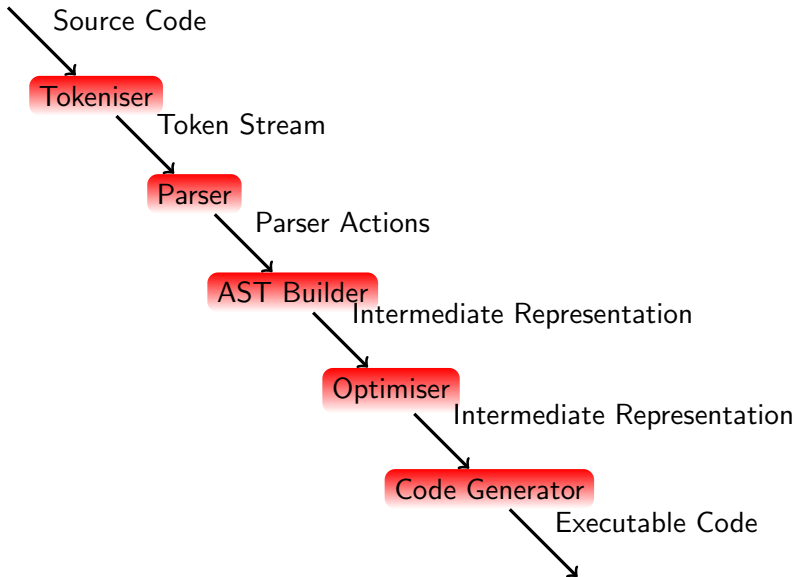 Source Code
Tokeniser
Token Stream
Parser
Parser Actions
AST Builder
Intermediate Representation
Optimiser
Intermediate Representation
Code Generator
Executable Code